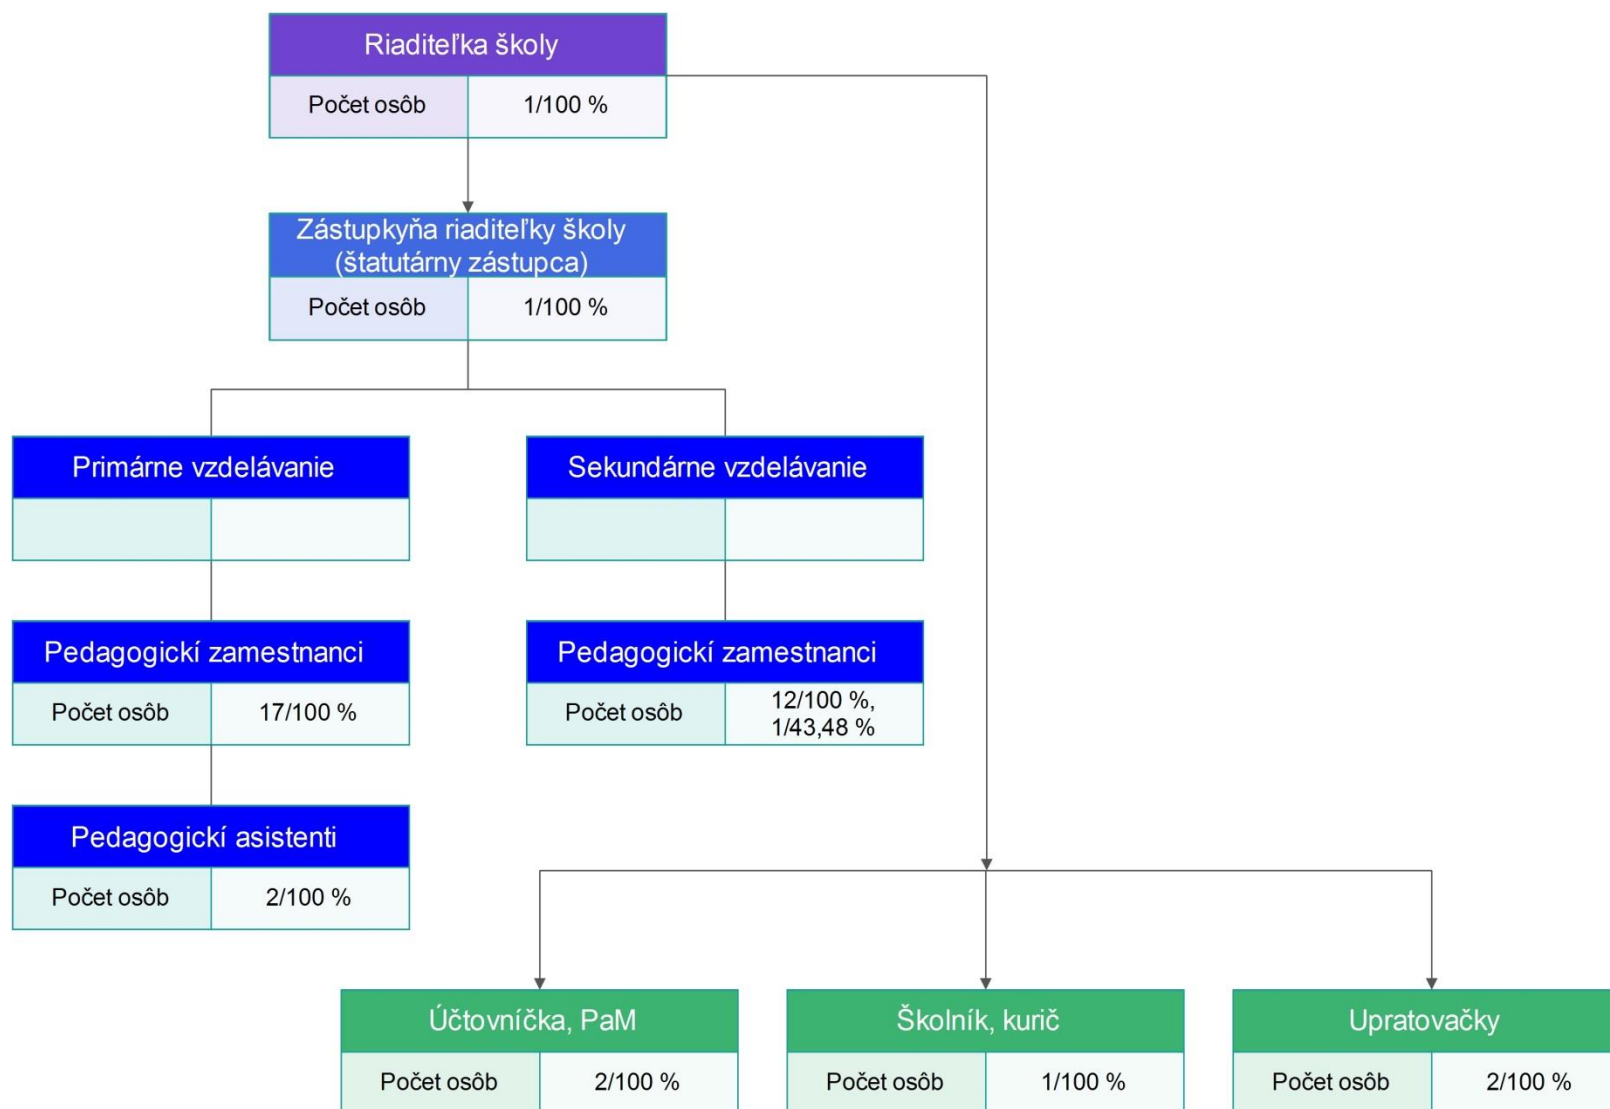 Riaditeľka školy
Počet osôb 1/100 %
Zástupkyňa riaditeľky školy
(štatutárny zástupca)
Počet osôb 1/100 %
Primárne vzdelávanie
Sekundárne vzdelávanie
Pedagogickí zamestnanci
Počet osôb 17/100 %
Pedagogickí zamestnanci
Počet osôb 12/100 %,
1/43,48 %
Pedagogickí asistenti
Počet osôb 2/100 %
Účtovníčka, PaM
Počet osôb 2/100 %
Školník, kurič
Počet osôb 1/100 %
Upratovačky
Počet osôb 2/100 %